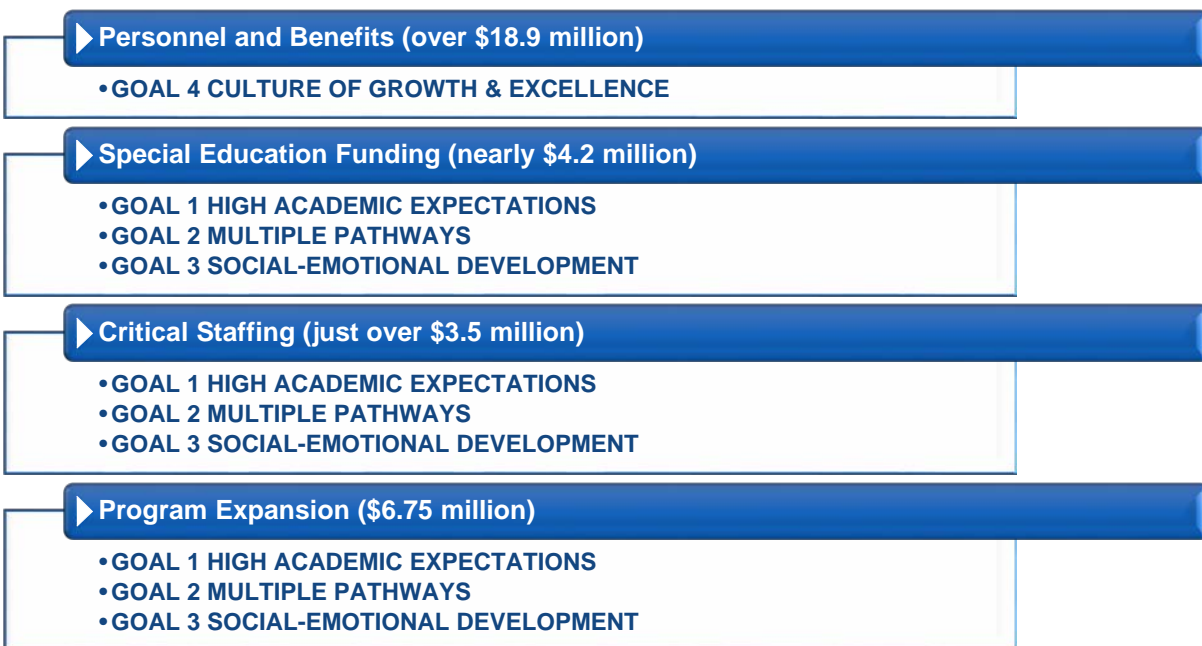 Personnel and Benefits (over $18.9 million)
• GOAL 4 CULTURE OF GROWTH & EXCELLENCE
Special Education Funding (nearly $4.2 million)
• GOAL 1 HIGH ACADEMIC EXPECTATIONS
• GOAL 2 MULTIPLE PATHWAYS
• GOAL 3 SOCIAL-EMOTIONAL DEVELOPMENT
Critical Staffing (just over $3.5 million)
• GOAL 1 HIGH ACADEMIC EXPECTATIONS
• GOAL 2 MULTIPLE PATHWAYS
• GOAL 3 SOCIAL-EMOTIONAL DEVELOPMENT
Program Expansion ($6.75 million)
• GOAL 1 HIGH ACADEMIC EXPECTATIONS
• GOAL 2 MULTIPLE PATHWAYS
• GOAL 3 SOCIAL-EMOTIONAL DEVELOPMENT